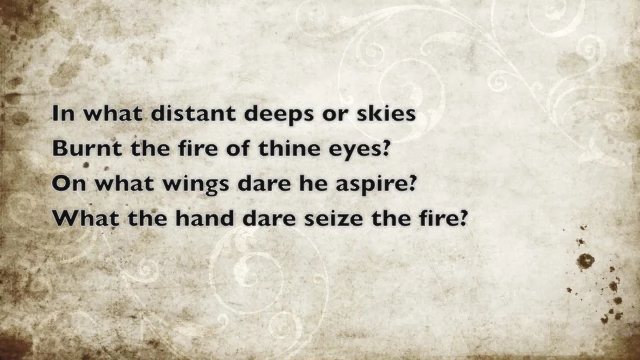 In what distant deeps or skies
Burnt the fire of thine eyes?
On what wings dare he aspire?
What the hand dare seize the fire?